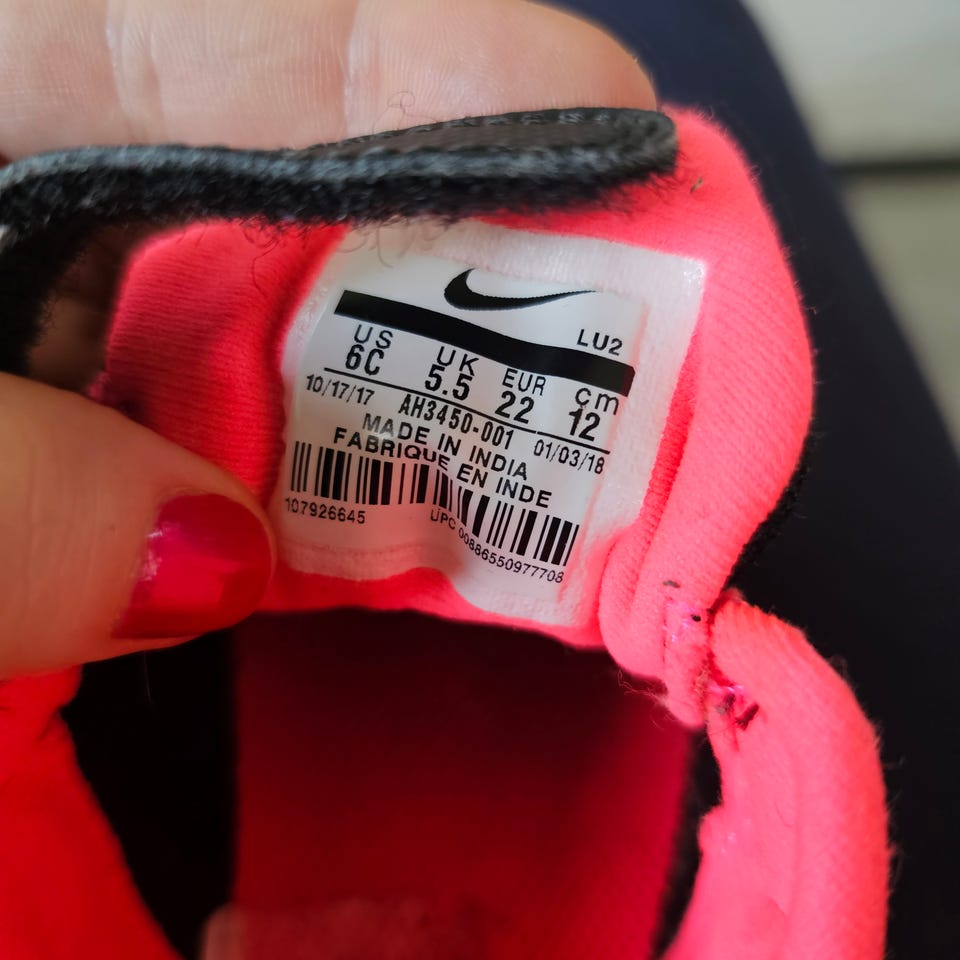 LU2
US UK EUR cm
6C 5.5 22 12
10/17/17 AH3450-001 01/03/18
MADE IN INDIA
FABRIQUE EN INDE
107926645 UPC 00886550977708